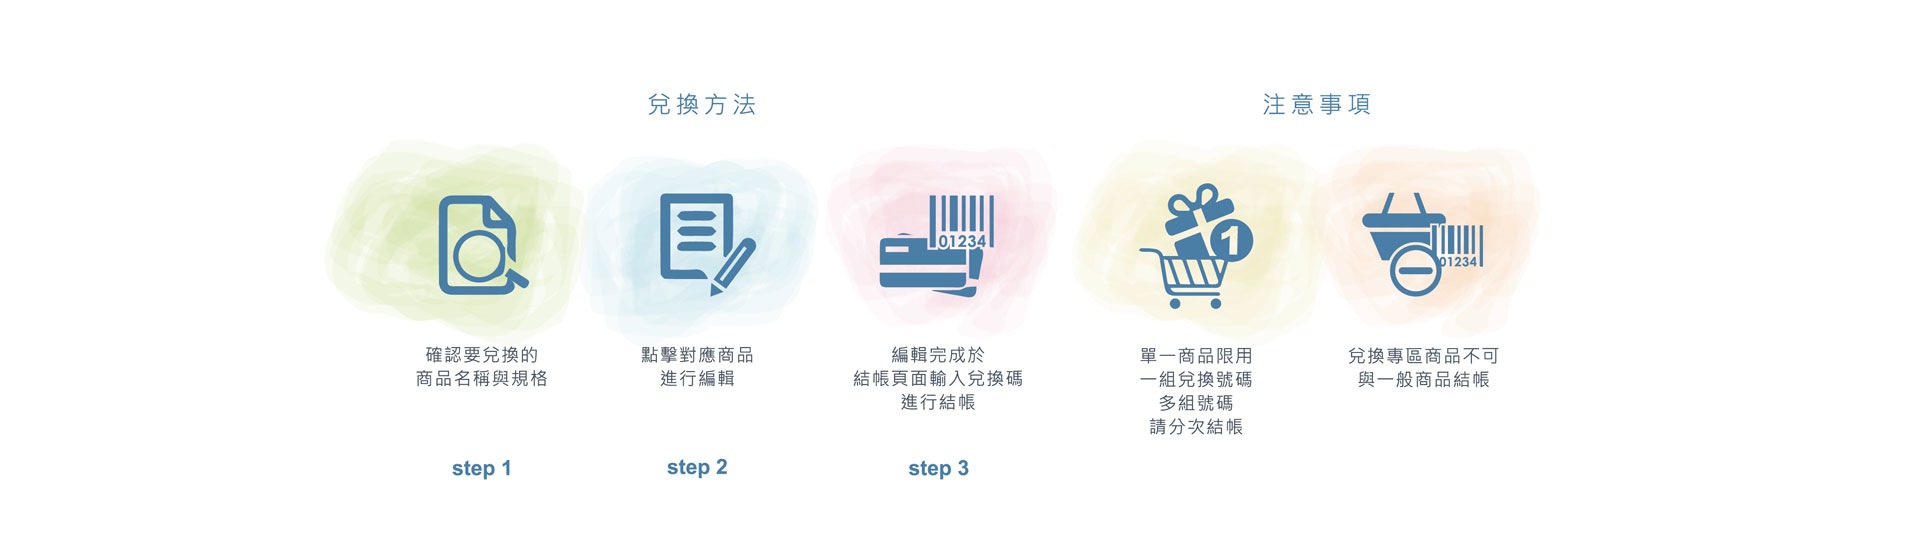 兌換方法
01234
確認要兌換的
商品名稱與規格
step 1
點擊對應商品
進行編輯
step 2
編輯完成於
結帳頁面輸入兌換碼
進行結帳
step 3
注意事項
1
單一商品限用
一組兌換號碼
多組號碼
請分次結帳
01234
兌換專區商品不可
與一般商品結帳